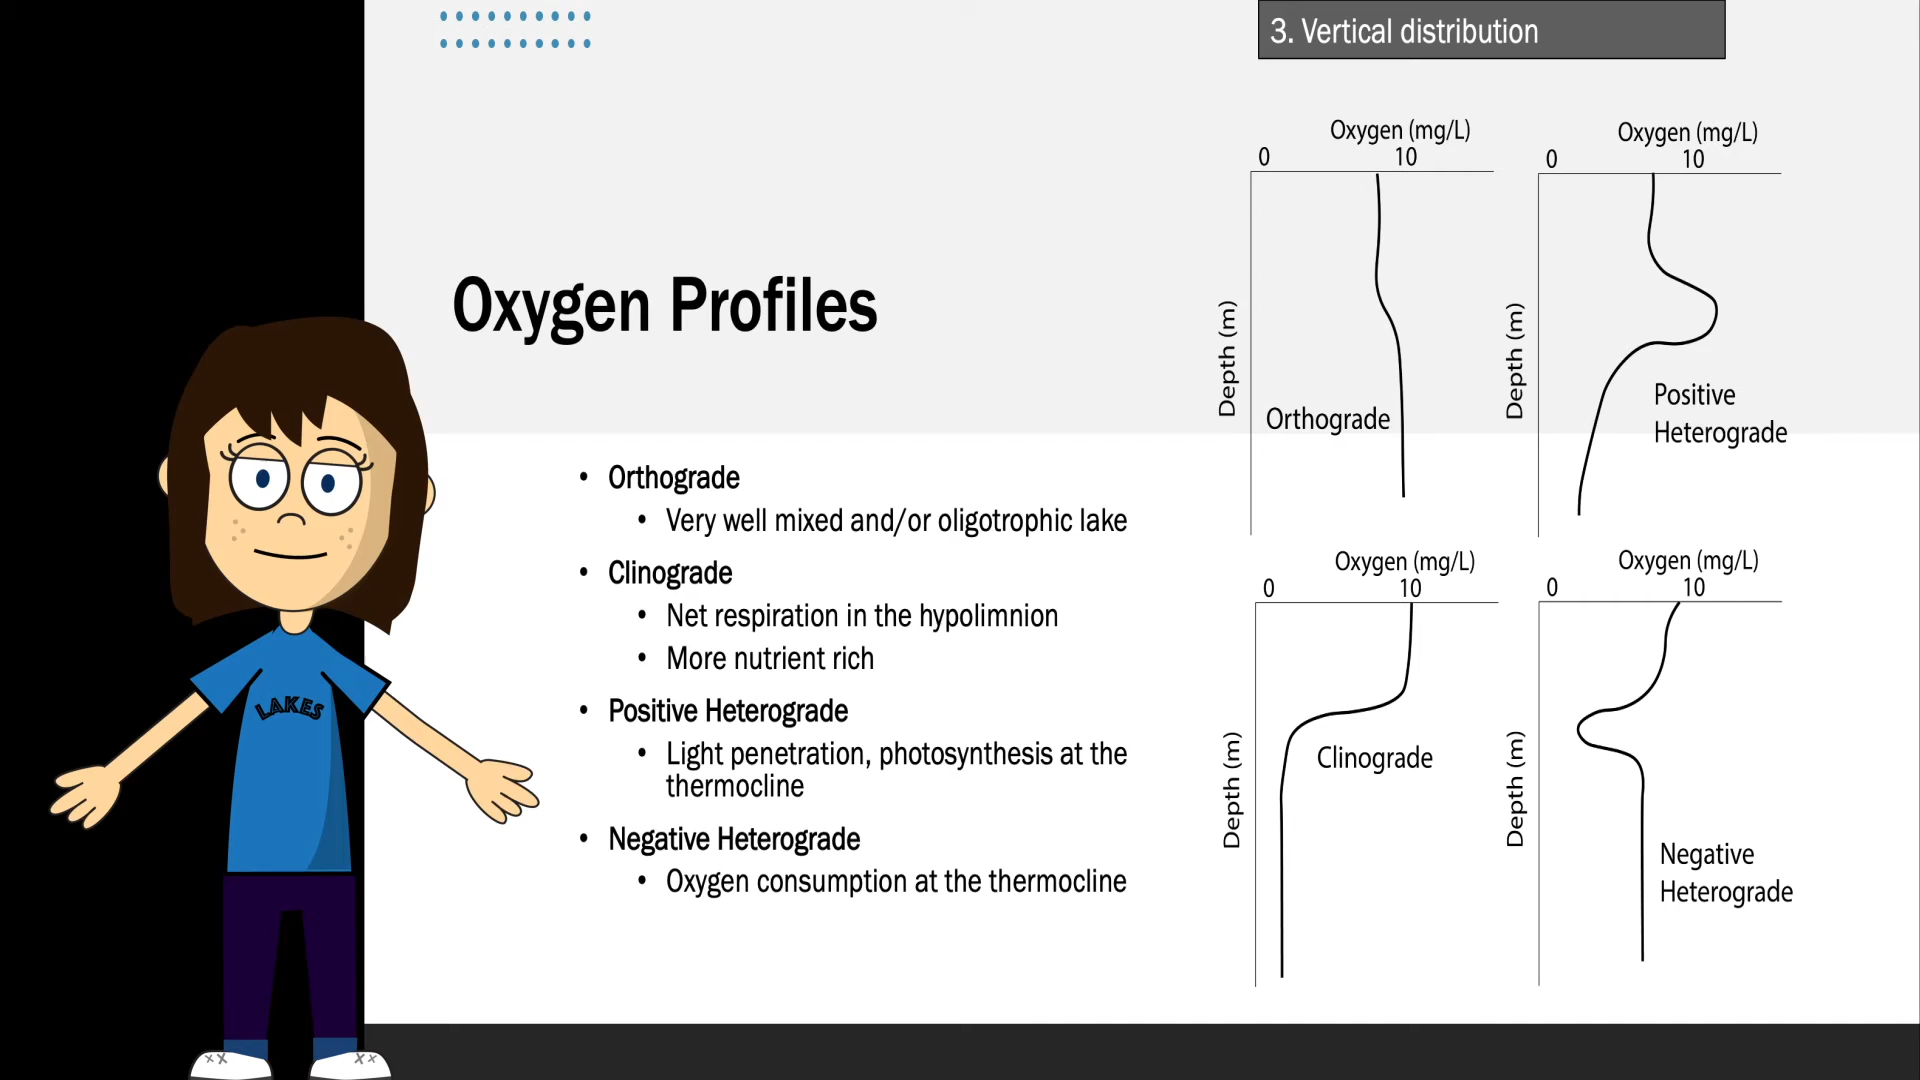 3. Vertical distribution
Oxygen Profiles
• Orthograde
• Very well mixed and/or oligotrophic lake
• Clinograde
• Net respiration in the hypolimnion
• More nutrient rich
• Positive Heterograde
• Light penetration, photosynthesis at the
thermocline
• Negative Heterograde
• Oxygen consumption at the thermocline
LAKES
Oxygen (mg/L)
0 10
Depth (m)
Orthograde
Oxygen (mg/L)
0 10
Depth (m)
Positive
Heterograde
Oxygen (mg/L)
0 10
Depth (m)
Clinograde
Oxygen (mg/L)
0 10
Depth (m)
Negative
Heterograde